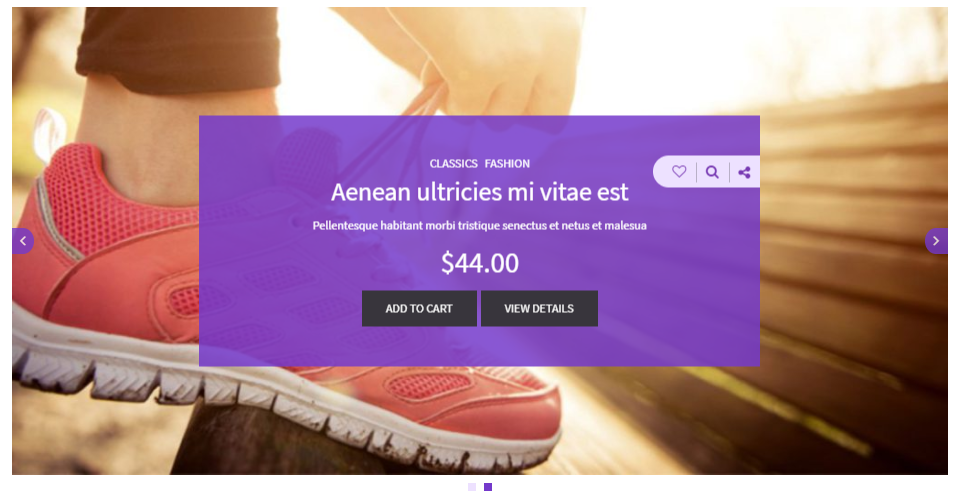 CLASSICS FASHION
Aenean ultricies mi vitae est
Pellentesque habitant morbi tristique senectus et netus et malesua
$44.00
ADD TO CART VIEW DETAILS